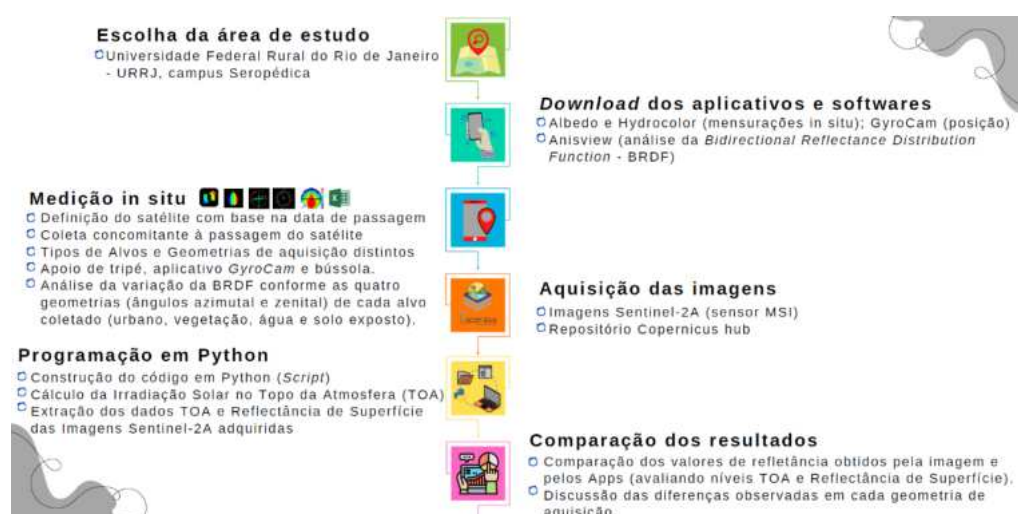 Escolha da área de estudo
Universidade Federal Rural do Rio de Janeiro
- URRJ, campus Seropédica
Download dos aplicativos e softwares
Albedo e Hydrocolor (mensurações in situ); GyroCam (posição)
Anisview (análise da Bidirectional Reflectance Distribution
Function - BRDF)
Medição in situ
Definição do satélite com base na data de passagem
Coleta concomitante à passagem do satélite
Tipos de Alvos e Geometrias de aquisição distintos
Apoio de tripé, aplicativo GyroCam e bússola.
Análise da variação da BRDF conforme as quatro
geometrias (ângulos azimutal e zenital) de cada alvo
coletado (urbano, vegetação, água e solo exposto).
Aquisição das imagens
Imagens Sentinel-2A (sensor MSI)
Repositório Copernicus hub
Programação em Python
Construção do código em Python (Script)
Cálculo da Irradiação Solar no Topo da Atmosfera (TOA)
Extração dos dados TOA e Reflectância de Superfície
das Imagens Sentinel-2A adquiridas
Comparação dos resultados
Comparação dos valores de refletância obtidos pela imagem e
pelos Apps (avaliando níveis TOA e Reflectância de Superfície).
Discussão das diferenças observadas em cada geometria de
aquisição